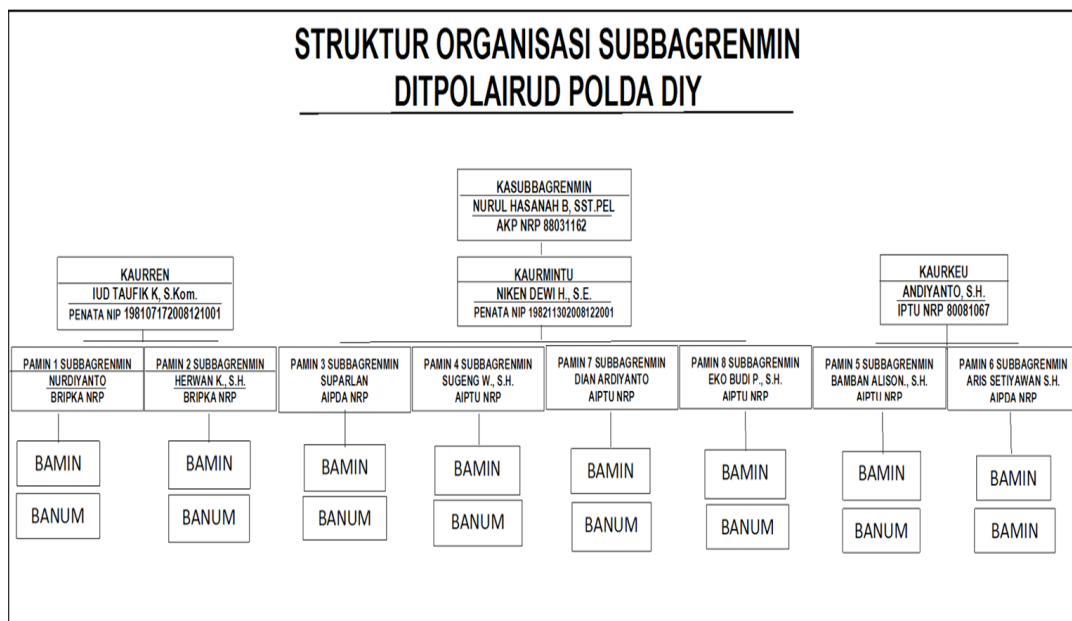 STRUKTUR ORGANISASI SUBBAGRENMIN
DITPOLAIRUD POLDA DIY
KASUBBAGRENMIN
NURUL HASANAH B, SST.PEL
AKP NRP 88031162
KAURREN
IUD TAUFIK K, S.Kom.
PENATA NIP 198107172008121001
KAURMINTU
NIKEN DEWI H., S.E.
PENATA NIP 198211302008122001
KAURKEU
ANDIYANTO, S.H.
IPTU NRP 80081067
PAMIN 1 SUBBAGRENMIN
NURDIYANTO
BRIPKA NRP
PAMIN 2 SUBBAGRENMIN
HERWAN K., S.H.
BRIPKA NRP
PAMIN 3 SUBBAGRENMIN
SUPARLAN
AIPDA NRP
PAMIN 4 SUBBAGRENMIN
SUGENG W., S.H.
AIPTU NRP
PAMIN 7 SUBBAGRENMIN
DIAN ARDIYANTO
AIPTU NRP
PAMIN 8 SUBBAGRENMIN
EKO BUDI P., S.H.
AIPTU NRP
PAMIN 5 SUBBAGRENMIN
BAMBAN ALISON., S.H.
AIPTU NRP
PAMIN 6 SUBBAGRENMIN
ARIS SETIYAWAN S.H.
AIPDA NRP
BAMIN
BAMIN
BAMIN
BAMIN
BAMIN
BAMIN
BAMIN
BAMIN
BANUM
BANUM
BANUM
BANUM
BANUM
BANUM
BANUM
BAMIN